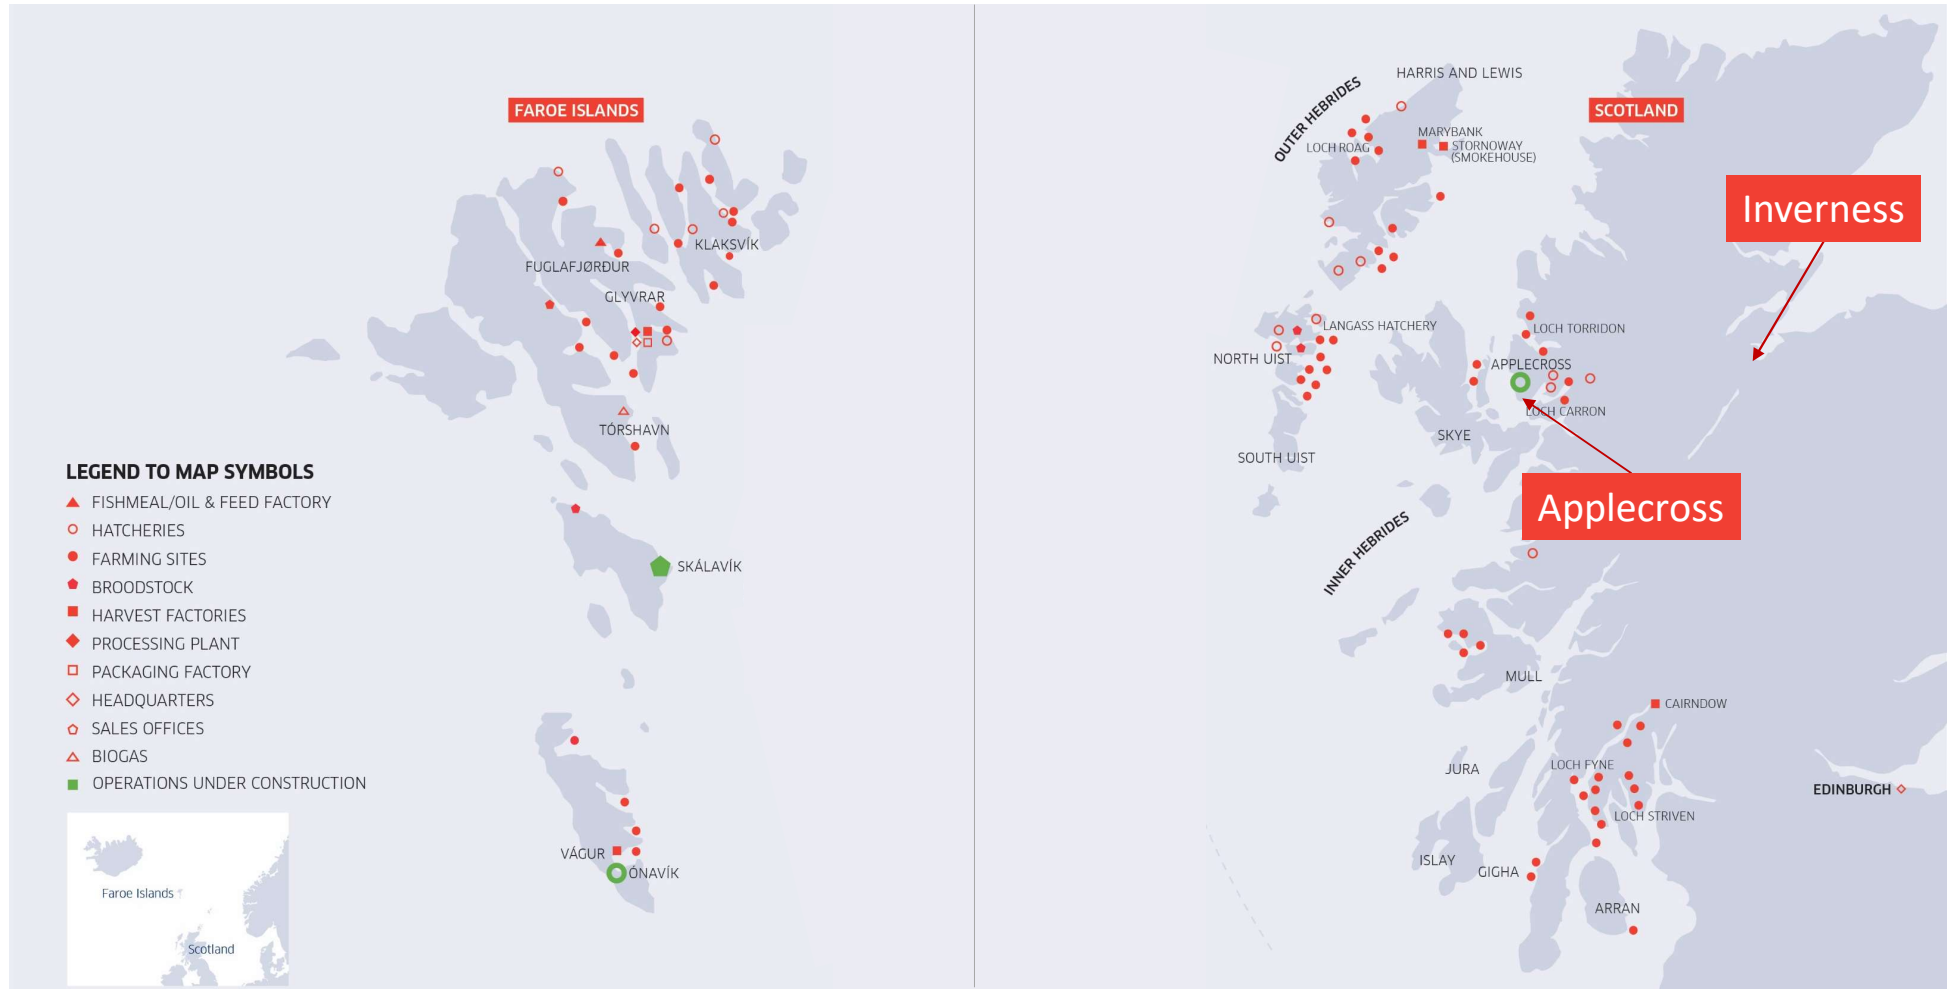 FAROE ISLANDS
KLAKSVÍK
FUGLAFJØRÐUR
GLYVRAR
TÓRSHAVN
SKÁLAVÍK
VÁGUR
ÓNAVÍK
LEGEND TO MAP SYMBOLS
FISHMEAL/OIL & FEED FACTORY
HATCHERIES
FARMING SITES
BROODSTOCK
HARVEST FACTORIES
PROCESSING PLANT
PACKAGING FACTORY
HEADQUARTERS
SALES OFFICES
BIOGAS
OPERATIONS UNDER CONSTRUCTION
Faroe Islands
Scotland
SCOTLAND
OUTER HEBRIDES
HARRIS AND LEWIS
MARYBANK
LOCH ROAG
STORNOWAY
(SMOKEHOUSE)
Inverness
LANGASS HATCHERY
LOCH TORRIDON
NORTH UIST
APPLECROSS
LOCH CARRON
SKYE
SOUTH UIST
Applecross
INNER HEBRIDES
MULL
CAIRNDOW
JURA
LOCH FYNE
EDINBURGH
LOCH STRIVEN
ISLAY
GIGHA
ARRAN